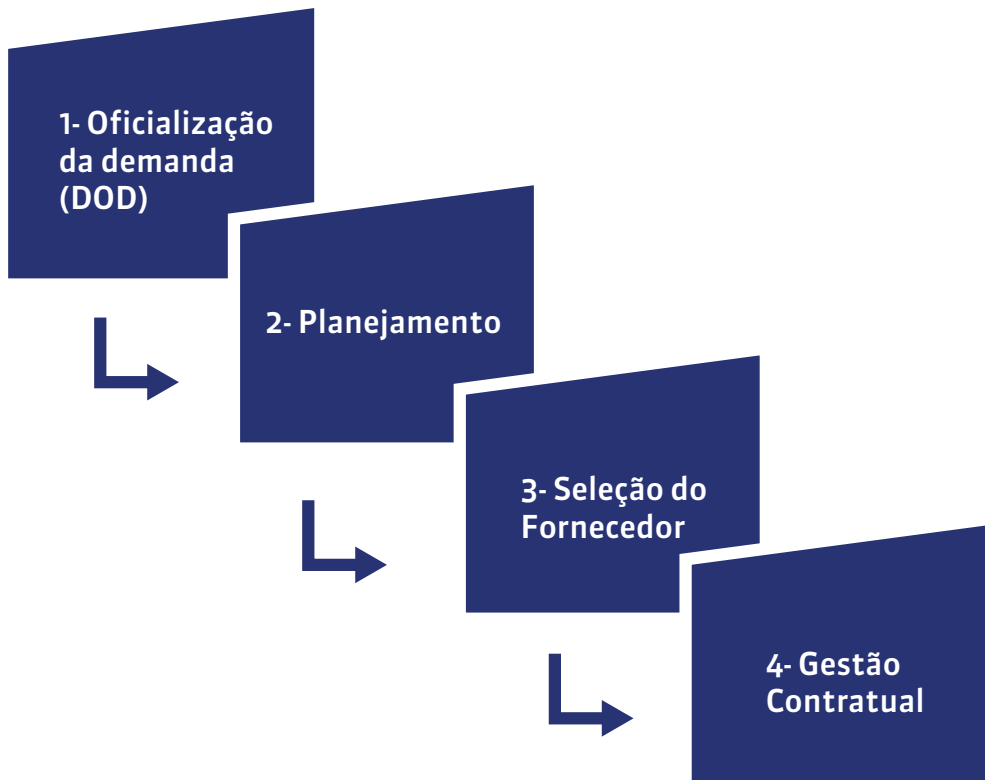 1- Oficialização
da demanda
(DOD)
2- Planejamento
3- Seleção do
Fornecedor
4- Gestão
Contratual